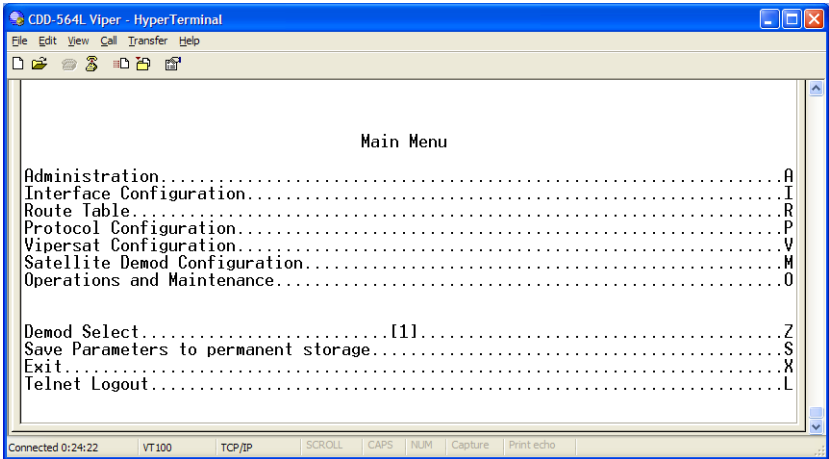 CDD-564L Viper - HyperTerminal
File Edit View Call Transfer Help
Main Menu
Administration......................................................................A
Interface Configuration.............................................................I
Route Table.........................................................................R
Protocol Configuration..............................................................P
Vipersat Configuration..............................................................V
Satellite Demod Configuration.......................................................M
Operations and Maintenance..........................................................O
Demod Select...........................[1].......................................Z
Save Parameters to permanent storage................................................S
Exit................................................................................X
Telnet Logout.......................................................................L
Connected 0:24:22 VT100 TCP/IP SCROLL CAPS NUM Capture Print echo